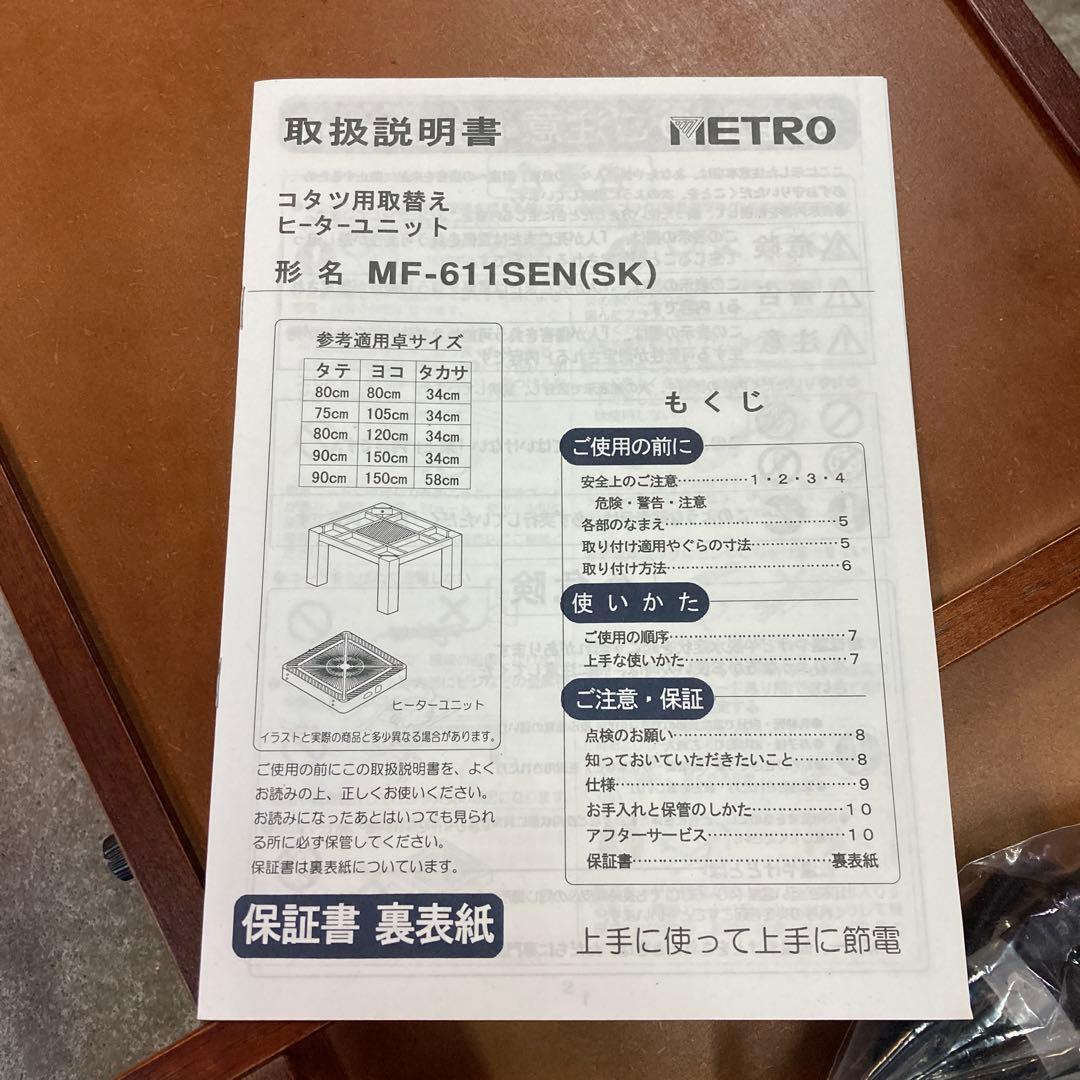 取扱説明書
METRO
コタツ用取替え
ヒーターユニット
形名 MF-611SEN(SK)
参考適用卓サイズ
タテ ヨコ タカサ
80cm 80cm 34cm
75cm 105cm 34cm
80cm 120cm 34cm
90cm 150cm 34cm
90cm 150cm 58cm
ヒーターユニット
イラストと実際の商品と多少異なる場合があります。
ご使用の前にこの取扱説明書を、よく
お読みの上、正しくお使いください。
お読みになったあとはいつでも見られ
る所に必ず保管してください。
保証書は裏表紙についています。
保証書 裏表紙
もくじ
ご使用の前に
安全上のご注意……………1・2・3・4
危険・警告・注意
各部のなまえ……………………………5
取り付け適用やぐらの寸法……………5
取り付け方法……………………………6
使いかた
ご使用の順序……………………………7
上手な使いかた…………………………7
ご注意・保証
点検のお願い……………………………8
知っておいていただきたいこと………8
仕様………………………………………9
お手入れと保管のしかた……………10
アフターサービス……………………10
保証書……………………………裏表紙
上手に使って上手に節電